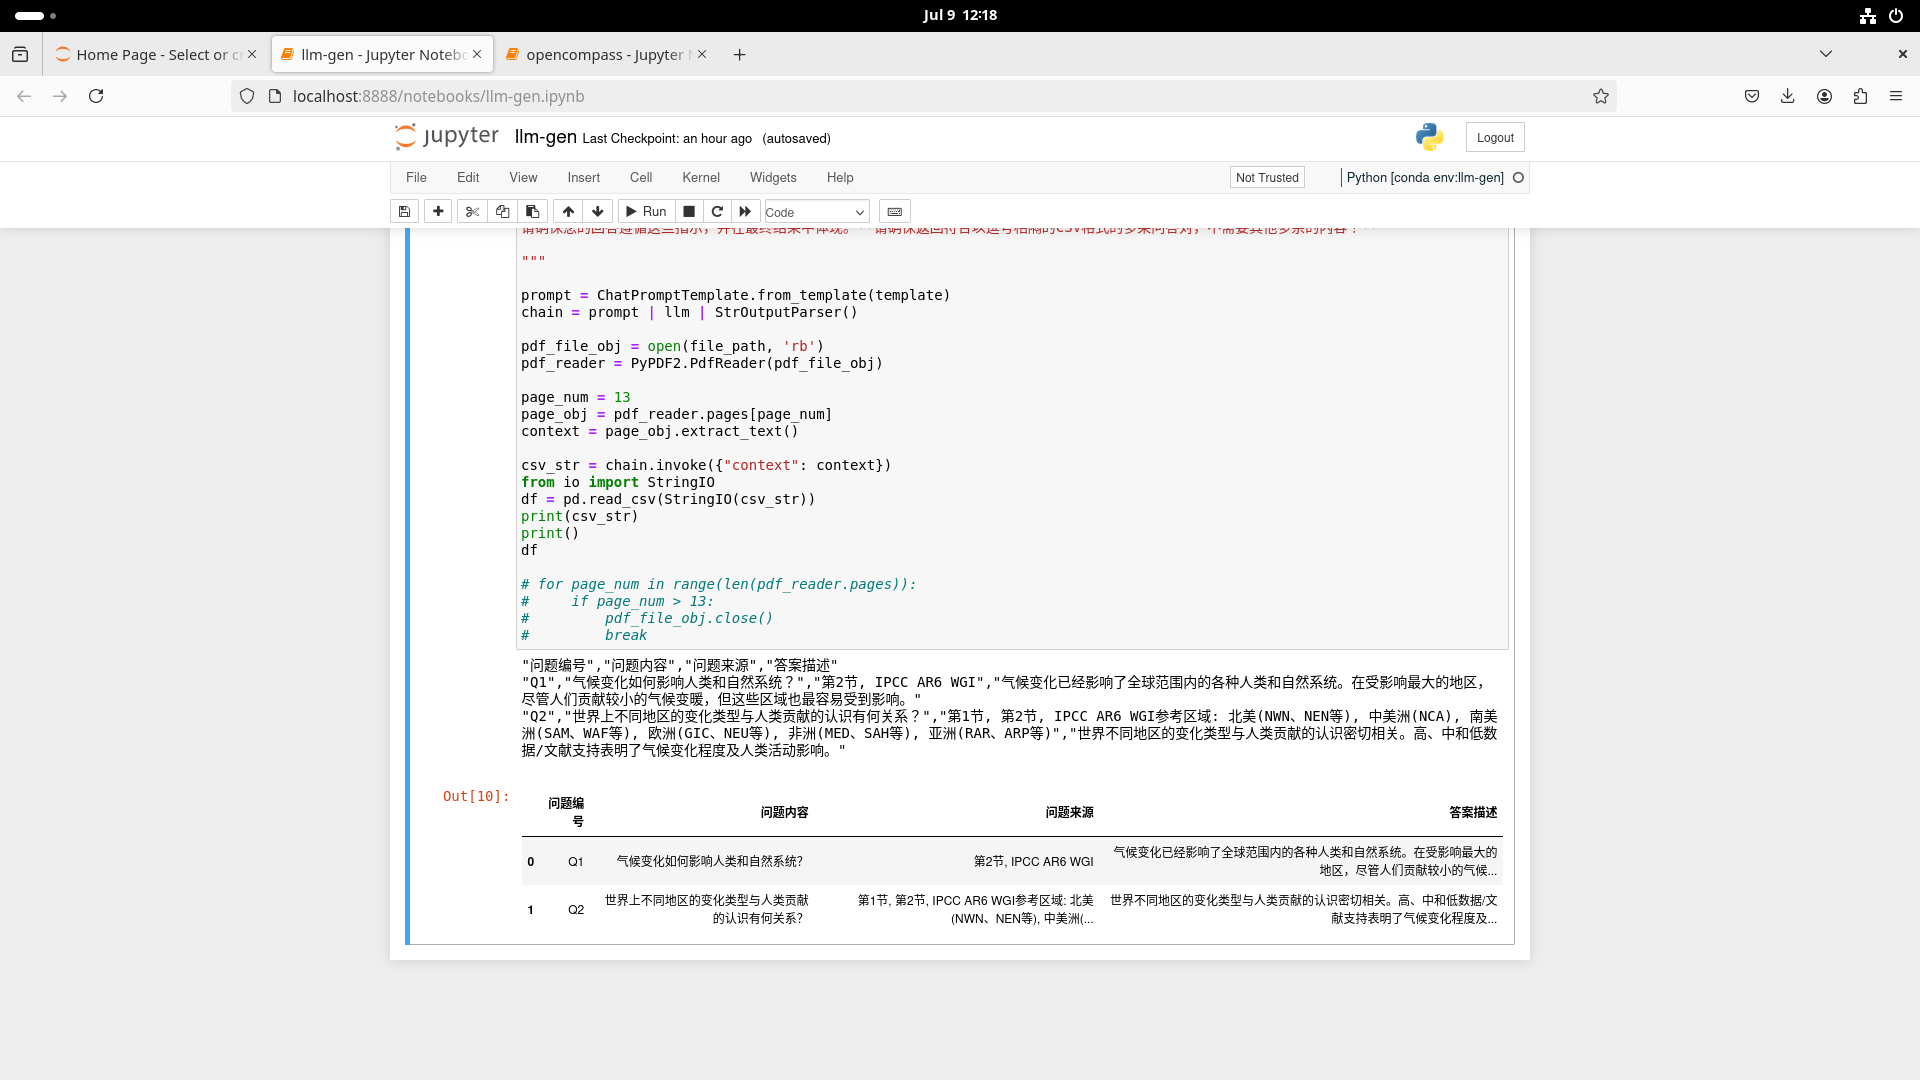 Jul 9 12:18
Home Page - Select or cr
llm-gen - Jupyter Notebo
opencompass - Jupyter N
localhost:8888/notebooks/llm-gen.ipynb
jupyter
llm-gen Last Checkpoint: an hour ago (autosaved)
Logout
File Edit View Insert Cell Kernel Widgets Help
Not Trusted
Python [conda env:llm-gen]
Run
Code
"""
prompt = ChatPromptTemplate.from_template(template)
chain = prompt | llm | StrOutputParser()
pdf_file_obj = open(file_path, 'rb')
pdf_reader = PyPDF2.PdfReader(pdf_file_obj)
page_num = 13
page_obj = pdf_reader.pages[page_num]
context = page_obj.extract_text()
csv_str = chain.invoke({"context": context})
from io import StringIO
df = pd.read_csv(StringIO(csv_str))
print(csv_str)
print()
df
# for page_num in range(len(pdf_reader.pages)):
#     if page_num > 13:
#         pdf_file_obj.close()
#         break
"问题编号","问题内容","问题来源","答案描述"
"Q1","气候变化如何影响人类和自然系统？","第2节, IPCC AR6 WGI","气候变化已经影响了全球范围内的各种人类和自然系统。在受影响最大的地区，
尽管人们贡献较小的气候变暖，但这些区域也最容易受到影响。"
"Q2","世界上不同地区的变化类型与人类贡献的认识有何关系？","第1节, 第2节, IPCC AR6 WGI参考区域: 北美(NWN、NEN等), 中美洲(NCA), 南美
洲(SAM、WAF等), 欧洲(GIC、NEU等), 非洲(MED、SAH等), 亚洲(RAR、ARP等)","世界不同地区的变化类型与人类贡献的认识密切相关。高、中和低数
据/文献支持表明了气候变化程度及人类活动影响。"
Out[10]:
问题编
号
问题内容
问题来源
答案描述
0
Q1
气候变化如何影响人类和自然系统？
第2节, IPCC AR6 WGI
气候变化已经影响了全球范围内的各种人类和自然系统。在受影响最大的
地区，尽管人们贡献较小的气候...
1
Q2
世界上不同地区的变化类型与人类贡献
的认识有何关系？
第1节, 第2节, IPCC AR6 WGI参考区域: 北美
(NWN、NEN等), 中美洲(...
世界不同地区的变化类型与人类贡献的认识密切相关。高、中和低数据/文
献支持表明了气候变化程度及...